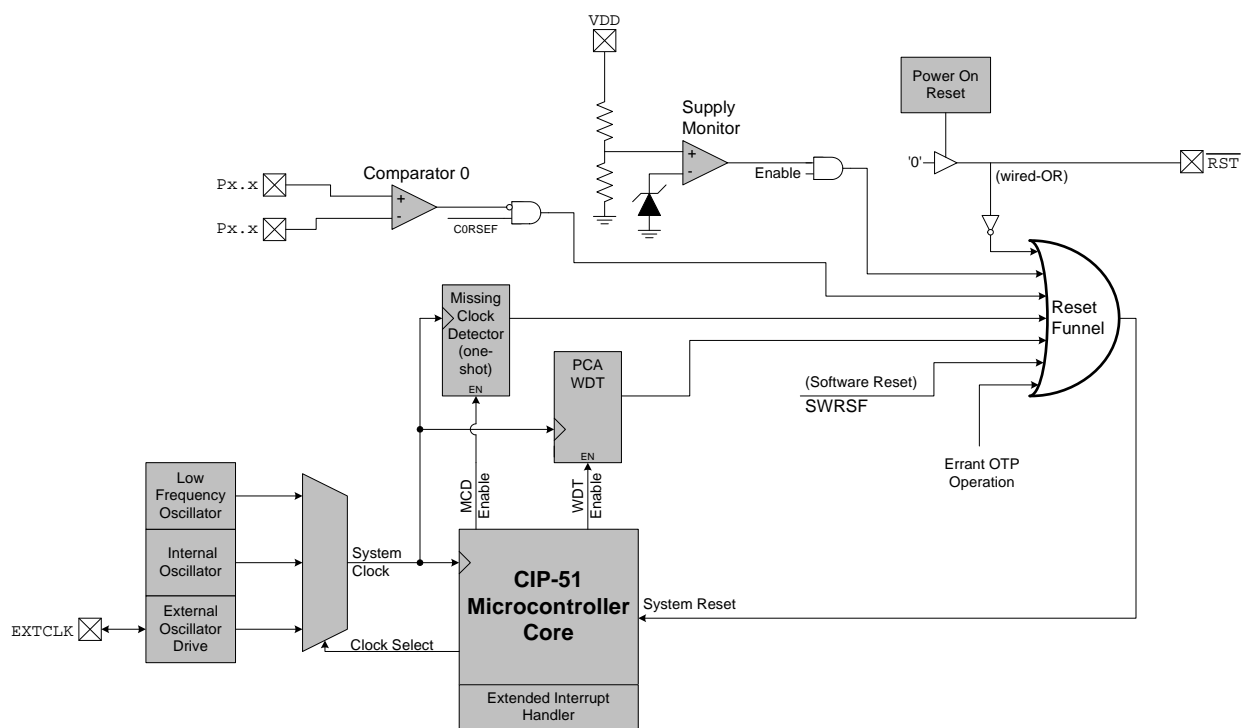 VDD
Power On
Reset
Supply
Monitor
+
-
Enable
'0'
(wired-OR)
RST
Comparator 0
Px.x
Px.x
+
-
C0RSEF
Missing
Clock
Detector
(one-
shot)
EN
PCA
WDT
EN
Reset
Funnel
(Software Reset)
SWRSF
Errant OTP
Operation
MCD
Enable
WDT
Enable
Low
Frequency
Oscillator
Internal
Oscillator
External
Oscillator
Drive
EXTCLK
System
Clock
Clock Select
CIP-51
Microcontroller
Core
System Reset
Extended Interrupt
Handler